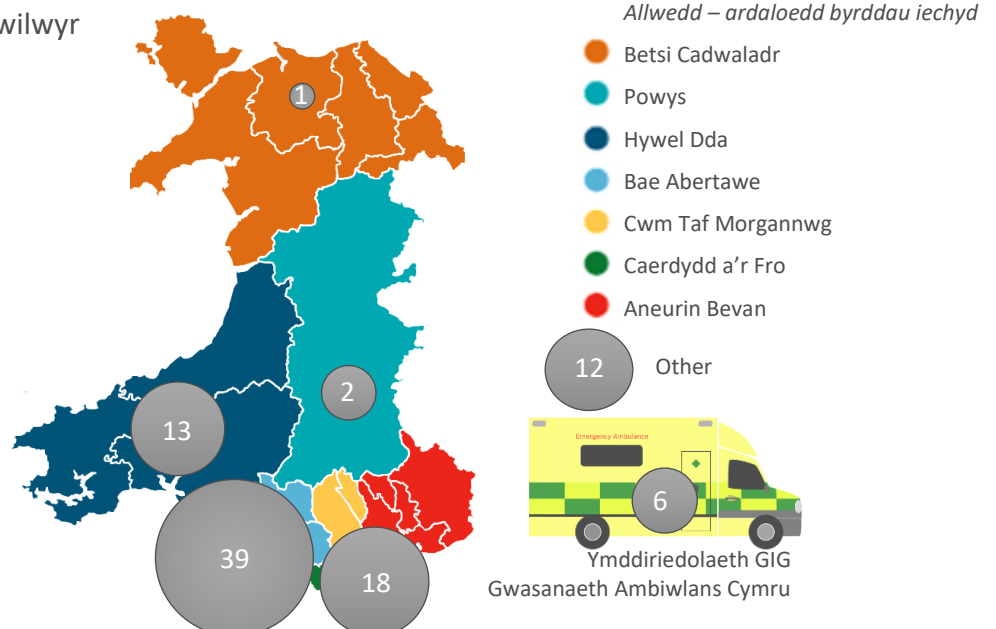 wilwyr
Allwedd – ardaloedd byrddau iechyd
Betsi Cadwaladr
Powys
Hywel Dda
Bae Abertawe
Cwm Taf Morgannwg
Caerdydd a'r Fro
Aneurin Bevan
12 Other
1
2
13
39
18
Emergency Ambulance
6
Ymddiriedolaeth GIG
Gwasanaeth Ambiwlans Cymru